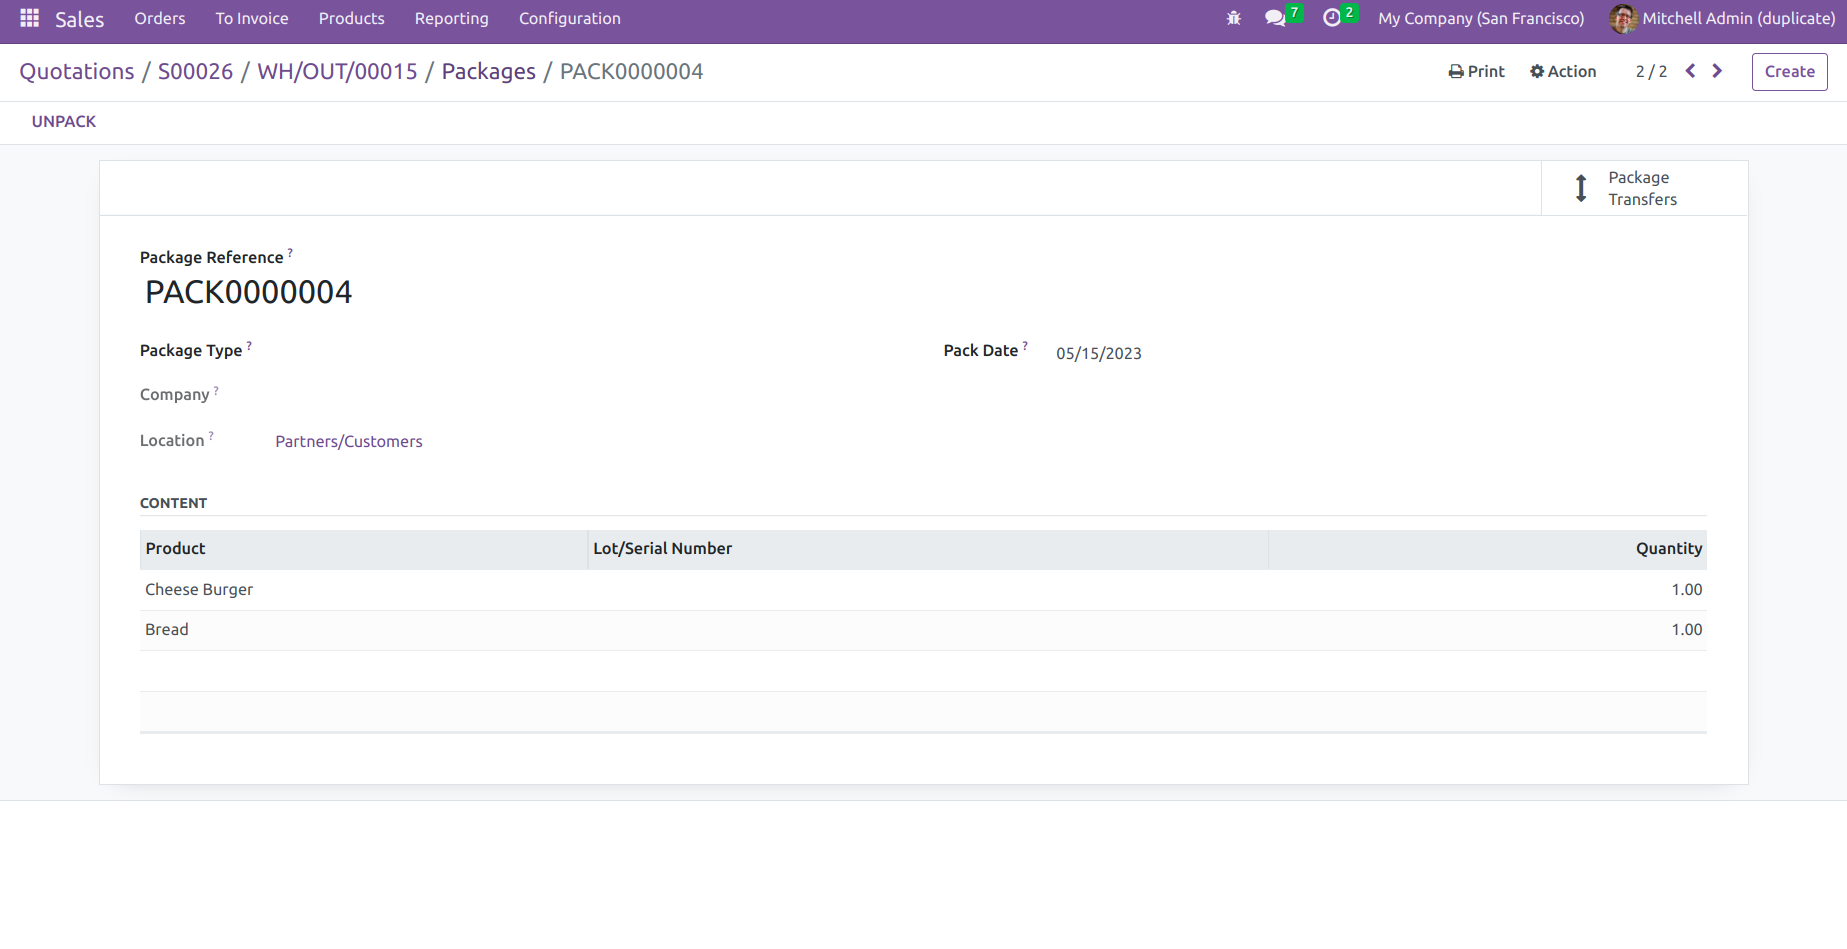 Sales Orders To Invoice Products Reporting Configuration 7 2 My Company (San Francisco) Mitchell Admin (duplicate)
Quotations / S00026 / WH/OUT/00015 / Packages / PACK0000004 Print Action 2 / 2 Create
UNPACK
Package
Transfers
Package Reference ?
PACK0000004
Package Type ? Pack Date ? 05/15/2023
Company ?
Location ? Partners/Customers
CONTENT
Product Lot/Serial Number Quantity
Cheese Burger 1.00
Bread 1.00